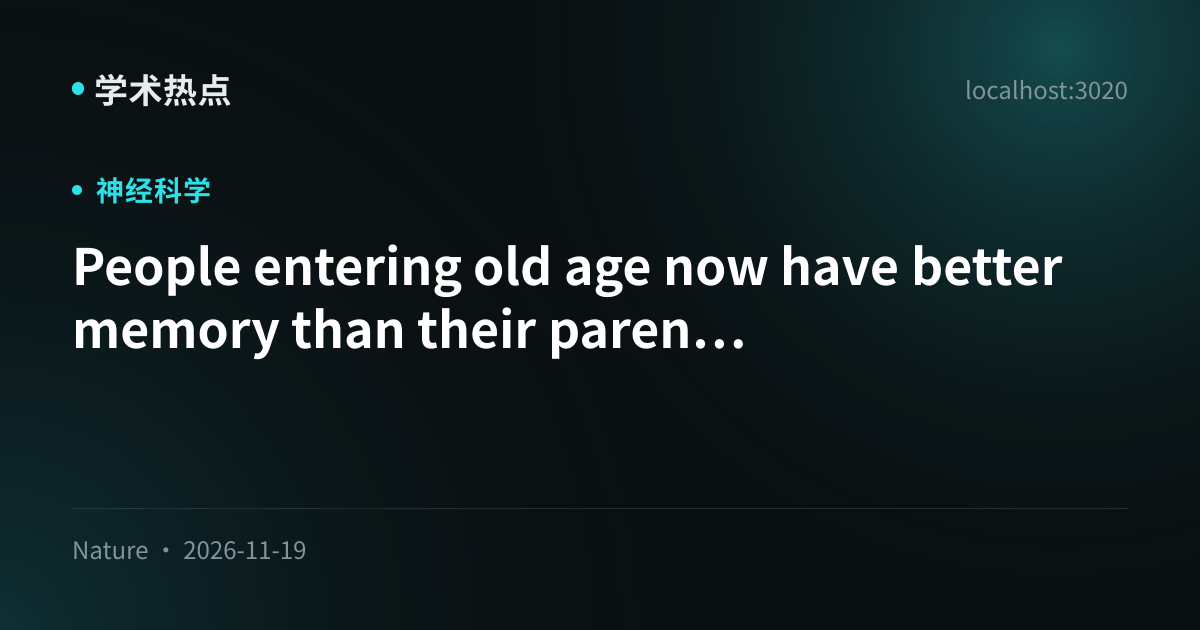 学术热点
localhost:3020
神经科学
People entering old age now have better
memory than their paren…
Nature • 2026-11-19